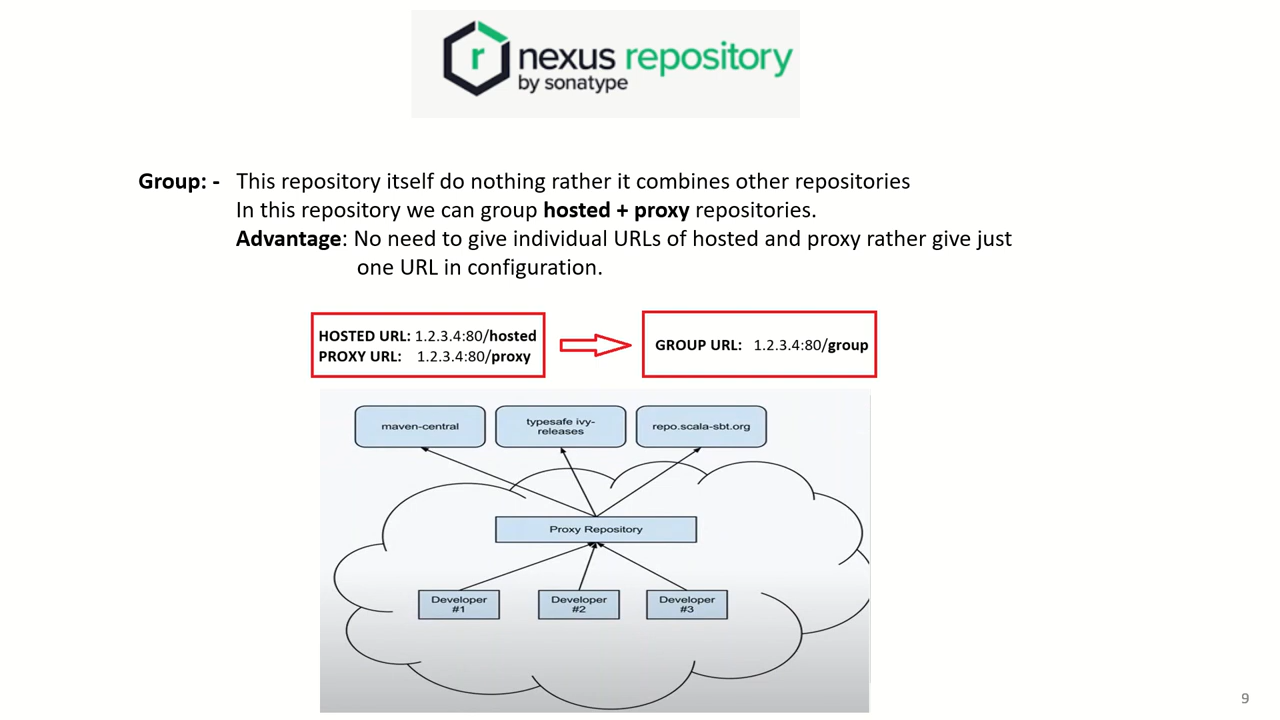 r nexus repository
by sonatype
Group: - This repository itself do nothing rather it combines other repositories
In this repository we can group hosted + proxy repositories.
Advantage: No need to give individual URLs of hosted and proxy rather give just
one URL in configuration.
HOSTED URL: 1.2.3.4:80/hosted
PROXY URL: 1.2.3.4:80/proxy
GROUP URL: 1.2.3.4:80/group
maven-central
typesafe ivy-
releases
repo.scala-sbt.org
Proxy Repository
Developer
#1
Developer
#2
Developer
#3
9